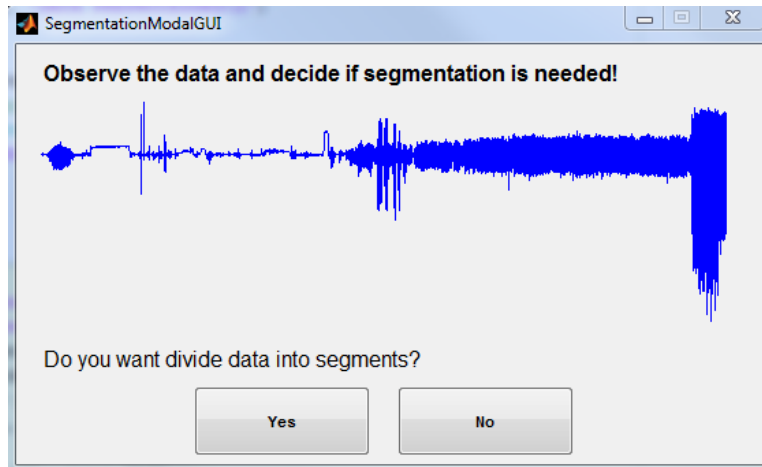 SegmentationModalGUI
Observe the data and decide if segmentation is needed!
Do you want divide data into segments?
Yes
No